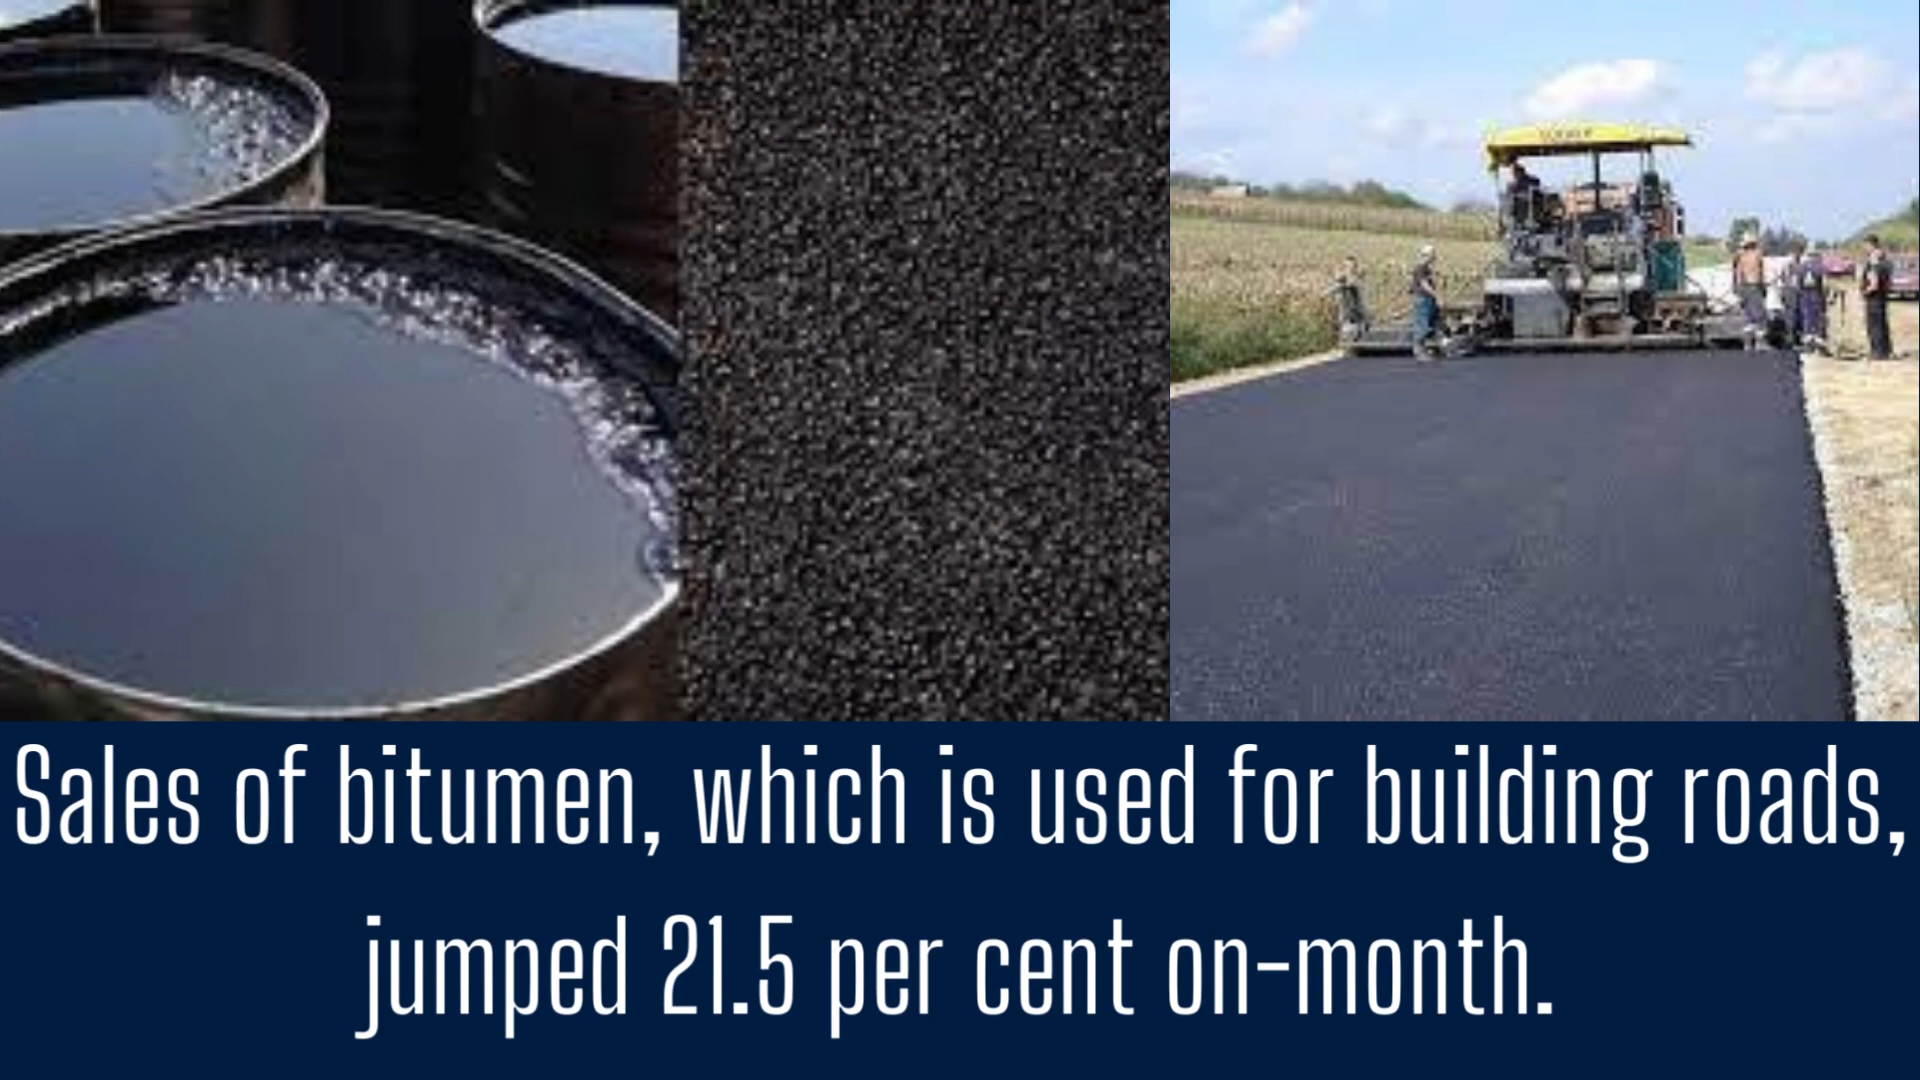 Sales of bitumen, which is used for building roads,
jumped 21.5 per cent on-month.